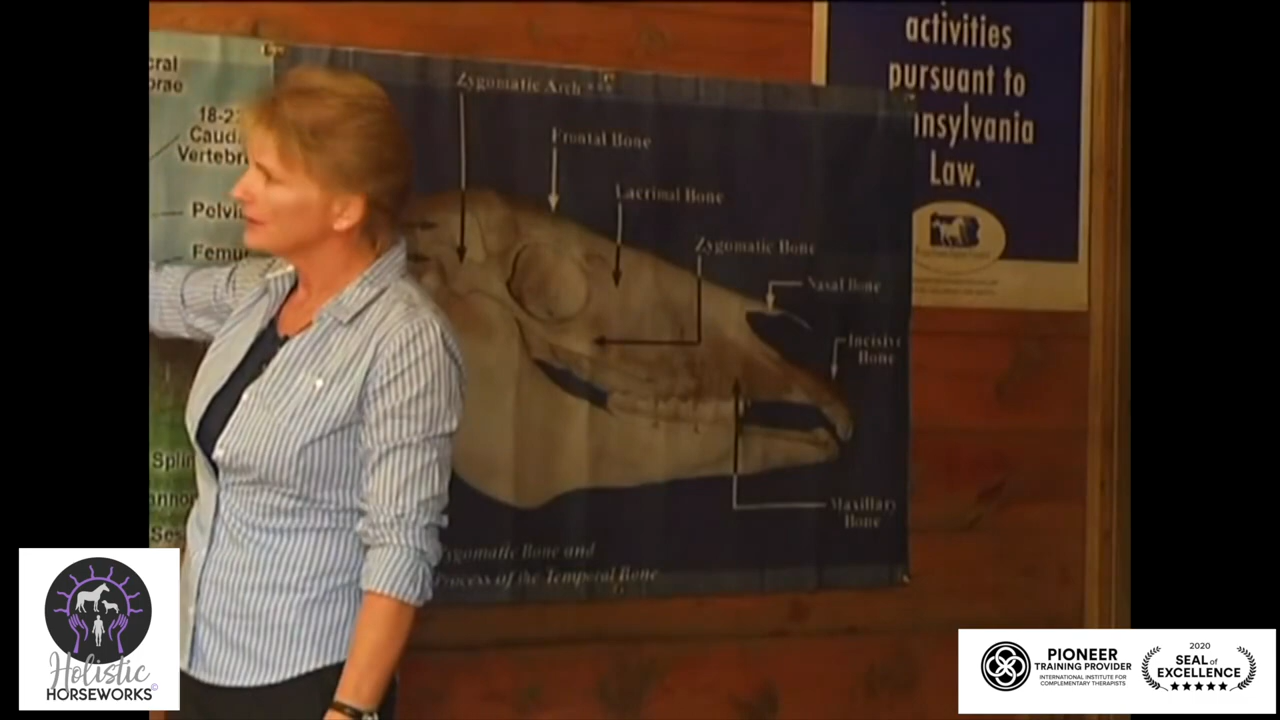 18-2
Caud
Vertebr
Pelvi
Femu
Splin
Zygomatic Arch ***
Frontal Bone
Lacrimal Bone
Zygomatic Bone
Nasal Bone
Incisive
Bone
Maxillary
Bone
Zygomatic Bone and
Process of the Temporal Bone
activities
pursuant to
nnsylvania
Law.
Holistic
HORSEWORKS©
PIONEER
TRAINING PROVIDER
INTERNATIONAL INSTITUTE FOR
COMPLEMENTARY THERAPISTS
2020
SEAL of
EXCELLENCE